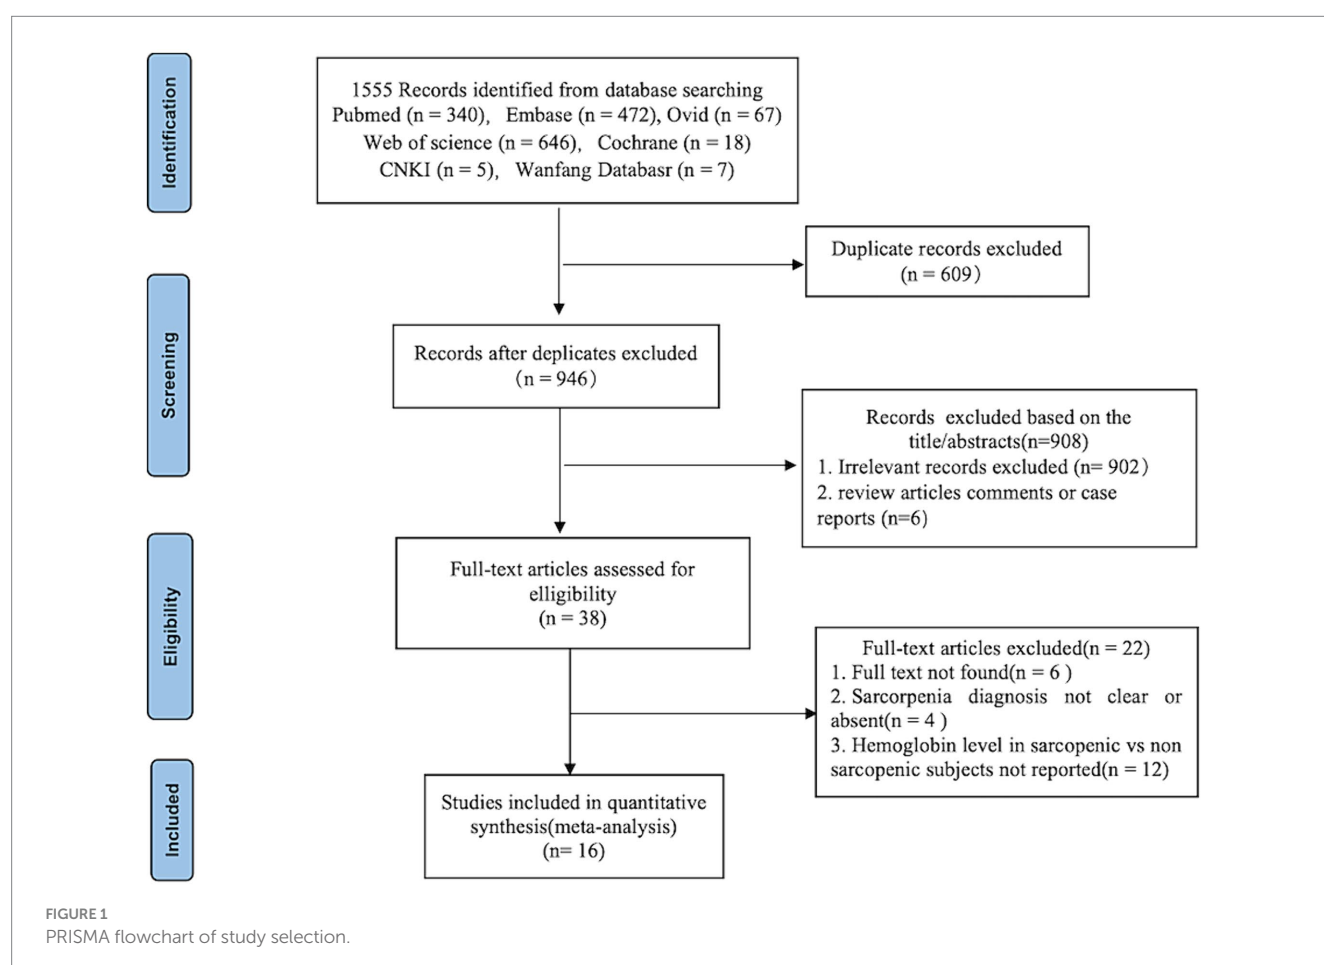 Identification
1555 Records identified from database searching
Pubmed (n = 340), Embase (n = 472), Ovid (n = 67)
Web of science (n = 646), Cochrane (n = 18)
CNKI (n = 5), Wanfang Databasr (n = 7)
Duplicate records excluded
(n = 609)
Screening
Records after deplicates excluded
(n = 946)
Records excluded based on the
title/abstracts(n=908)
1. Irrelevant records excluded (n= 902)
2. review articles comments or case
reports (n=6)
Eligibility
Full-text articles assessed for
elligibility
(n = 38)
Full-text articles excluded(n = 22)
1. Full text not found(n = 6 )
2. Sarcorpenia diagnosis not clear or
absent(n = 4 )
3. Hemoglobin level in sarcopenic vs non
sarcopenic subjects not reported(n = 12)
Included
Studies included in quantitative
synthesis(meta-analysis)
(n= 16)
FIGURE 1
PRISMA flowchart of study selection.